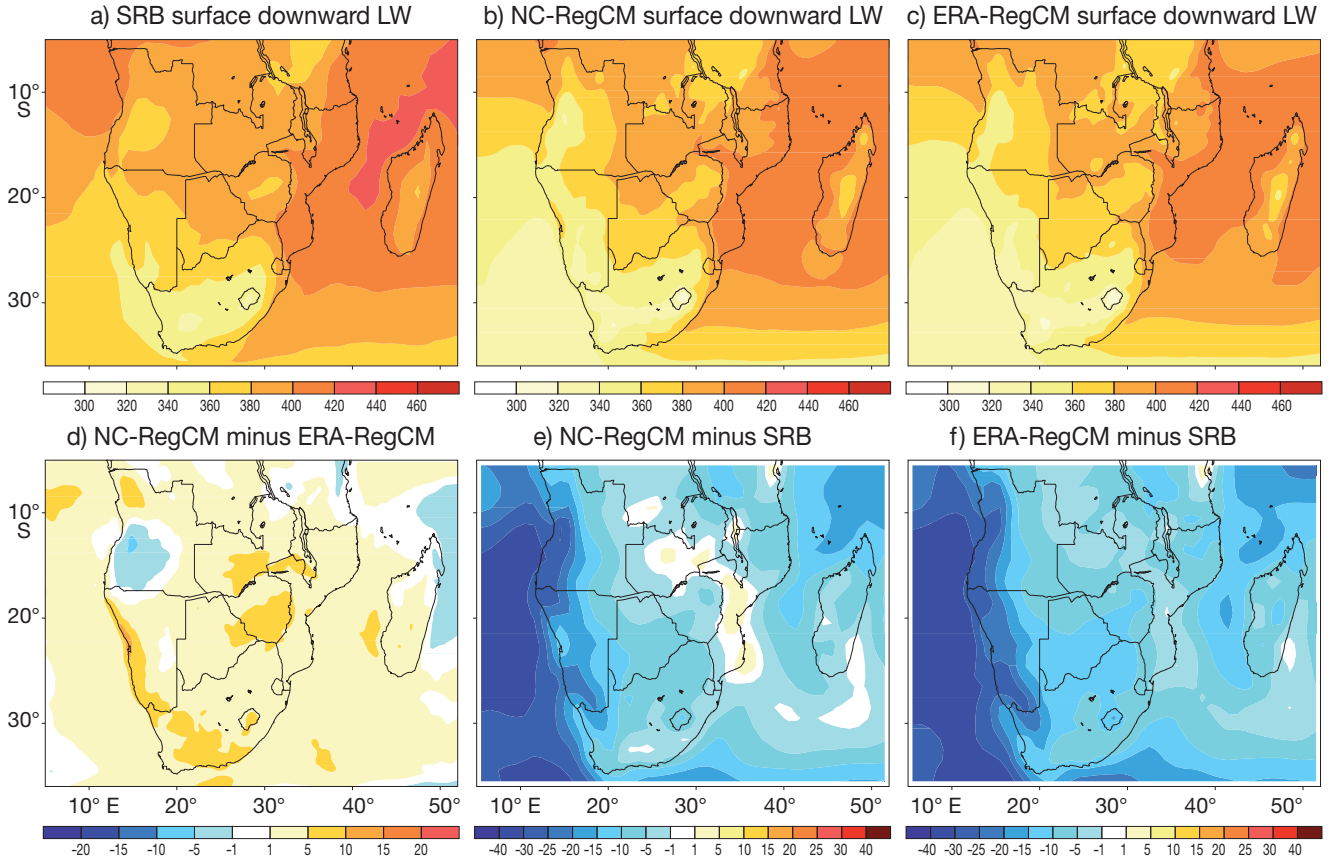 a) SRB surface downward LW
b) NC-RegCM surface downward LW
c) ERA-RegCM surface downward LW
10°
S
20°
30°
300 320 340 360 380 400 420 440 460
300 320 340 360 380 400 420 440 460
300 320 340 360 380 400 420 440 460
d) NC-RegCM minus ERA-RegCM
e) NC-RegCM minus SRB
f) ERA-RegCM minus SRB
10°
S
20°
30°
10° E 20° 30° 40° 50°
10° E 20° 30° 40° 50°
10° E 20° 30° 40° 50°
-20 -15 -10 -5 -1 1 5 10 15 20
-40 -30 -25 -20 -15 -10 -5 -1 1 5 10 15 20 25 30 40
-40 -30 -25 -20 -15 -10 -5 -1 1 5 10 15 20 25 30 40